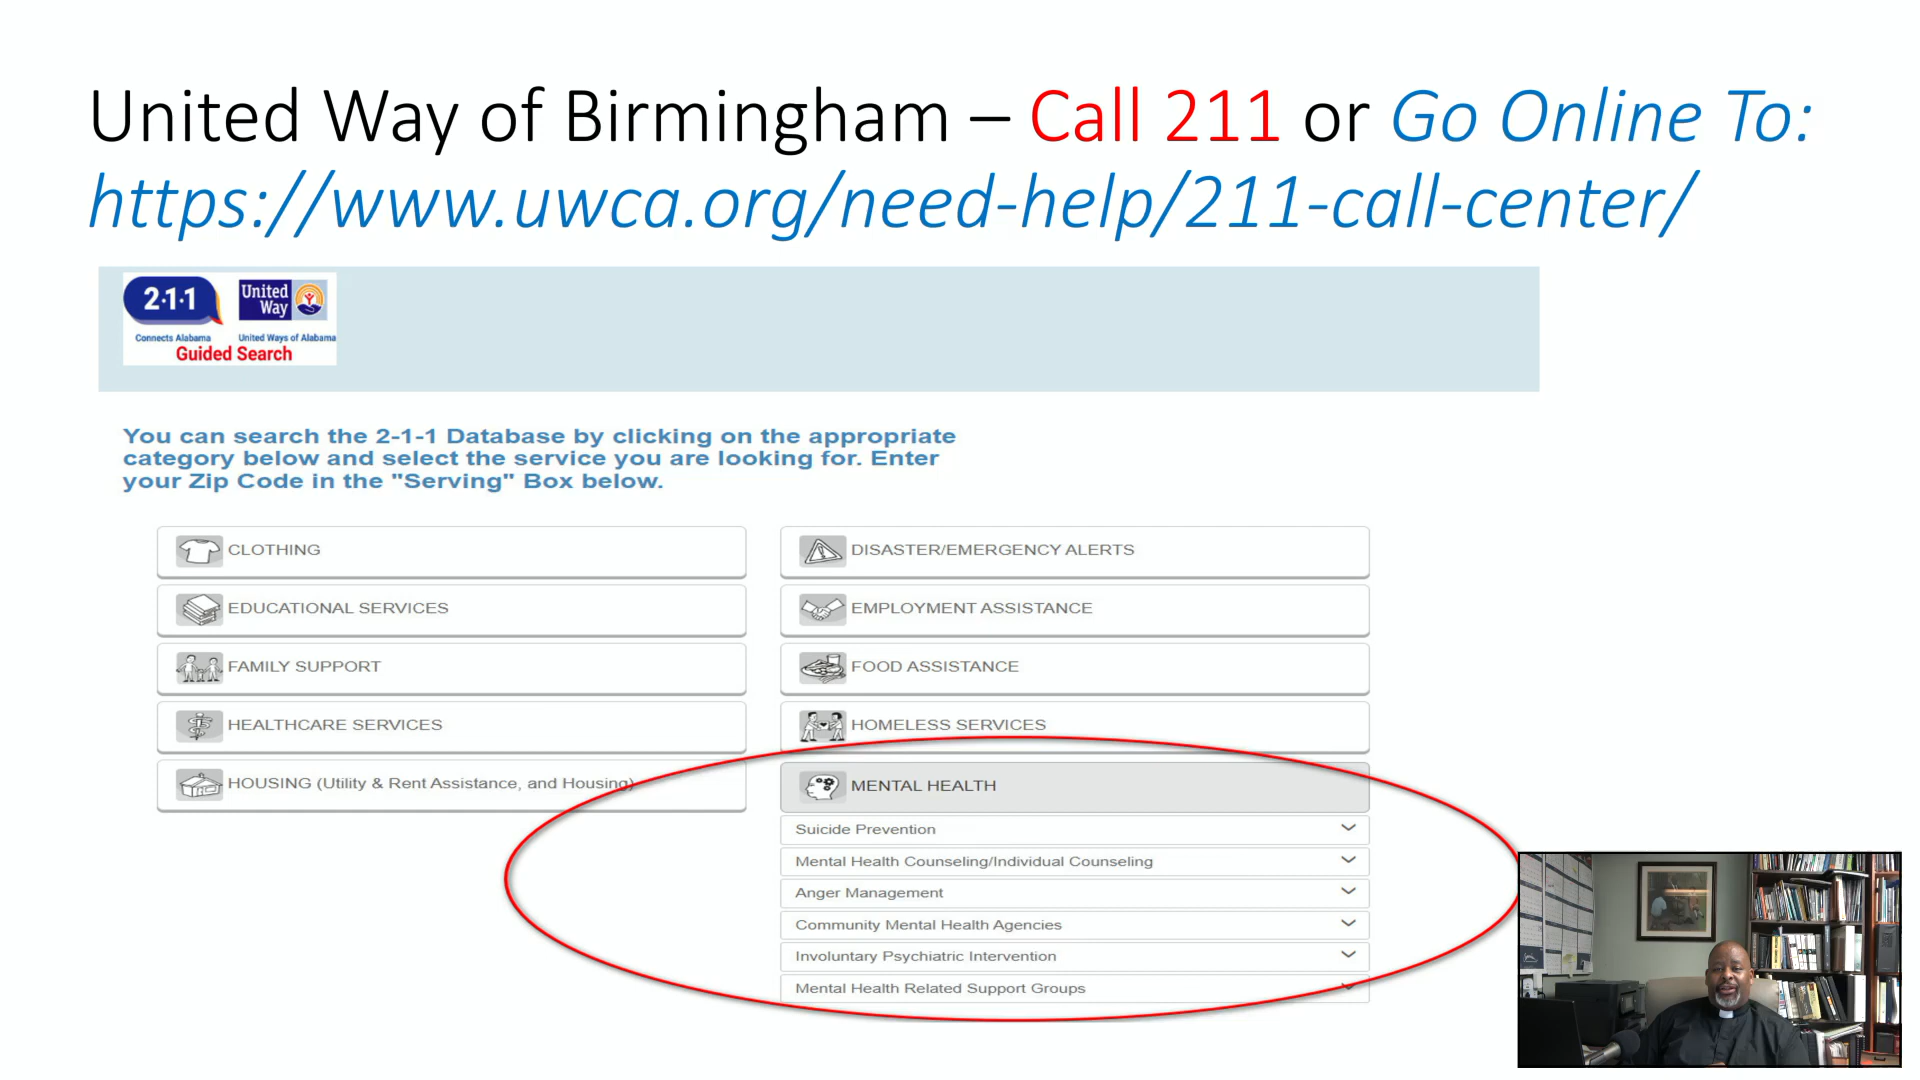 United Way of Birmingham – Call 211 or Go Online To:
https://www.uwca.org/need-help/211-call-center/
2·1·1
United
Way
Connects Alabama
United Ways of Alabama
Guided Search
You can search the 2-1-1 Database by clicking on the appropriate
category below and select the service you are looking for. Enter
your Zip Code in the "Serving" Box below.
CLOTHING
DISASTER/EMERGENCY ALERTS
EDUCATIONAL SERVICES
EMPLOYMENT ASSISTANCE
FAMILY SUPPORT
FOOD ASSISTANCE
HEALTHCARE SERVICES
HOMELESS SERVICES
HOUSING (Utility & Rent Assistance, and Housing)
MENTAL HEALTH
Suicide Prevention
Mental Health Counseling/Individual Counseling
Anger Management
Community Mental Health Agencies
Involuntary Psychiatric Intervention
Mental Health Related Support Groups